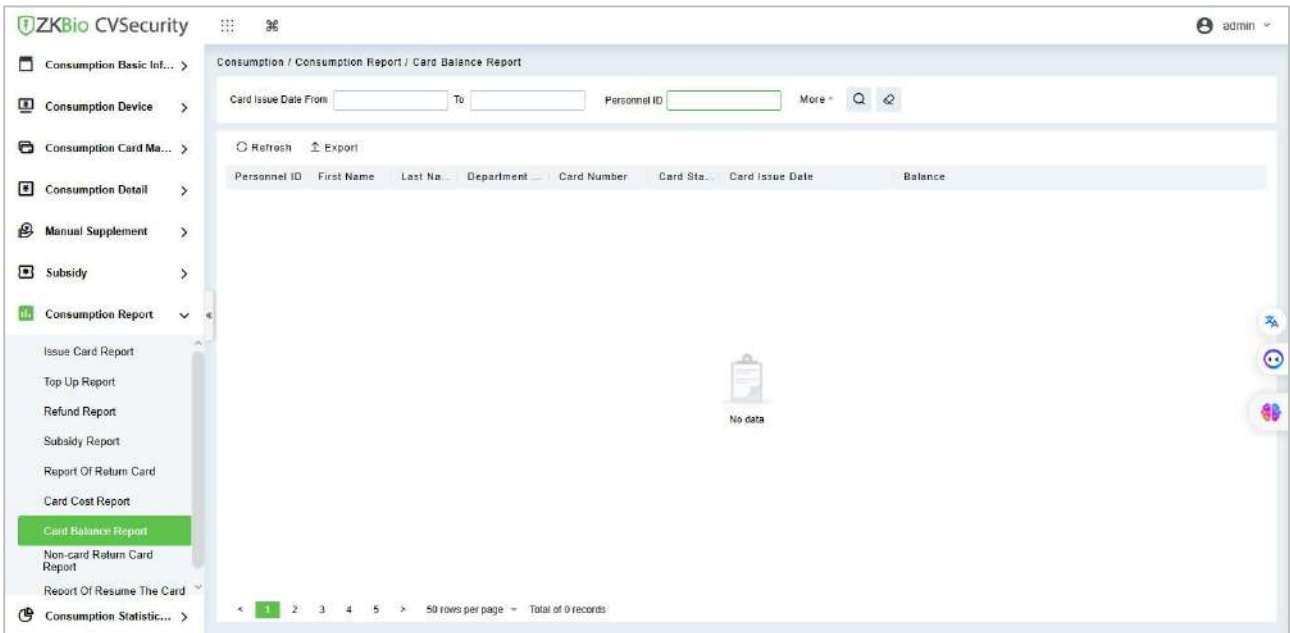 ZKBio CVSecurity
admin
Consumption Basic Inf...
Consumption Device
Consumption Card Ma...
Consumption Detail
Manual Supplement
Subsidy
Consumption Report
Issue Card Report
Top Up Report
Refund Report
Subsidy Report
Report Of Return Card
Card Cost Report
Card Balance Report
Non-card Return Card
Report
Report Of Resume The Card
Consumption Statistic...
Consumption / Consumption Report / Card Balance Report
Card Issue Date From To Personnel ID More
Refresh Export
Personnel ID First Name Last Na... Department ... Card Number Card Sta... Card Issue Date Balance
No data
< 1 2 3 4 5 > 50 rows per page Total of 0 records